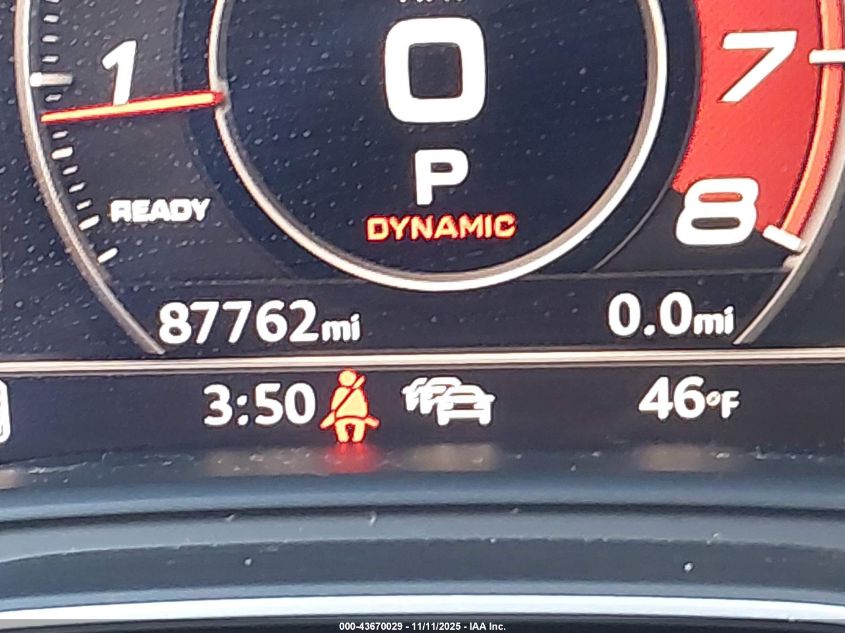 1
0
7
P
READY
DYNAMIC
8
87762mi
0.0mi
3:50
46°F
000-43670029 - 11/11/2025 - IAA Inc.